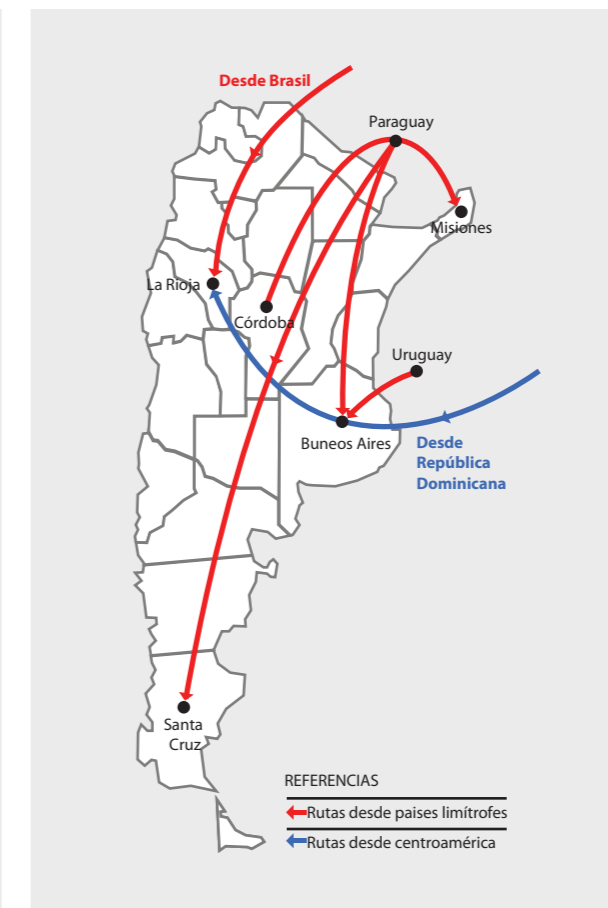 Desde Brasil
Paraguay
Misiones
La Rioja
Córdoba
Uruguay
Buneos Aires
Desde
República
Dominicana
Santa
Cruz
REFERENCIAS
Rutas desde paises limítrofes
Rutas desde centroamérica